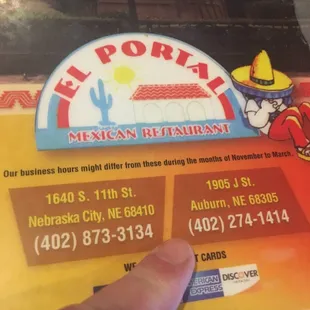 EL PORTAL
MEXICAN RESTAURANT
Our business hours might differ from these during the months of November to March.
1640 S. 11th St.
Nebraska City, NE 68410
(402) 873-3134
1905 J St.
Auburn, NE 68305
(402) 274-1414
WE CARDS
AMERICAN EXPRESS
DISCOVER